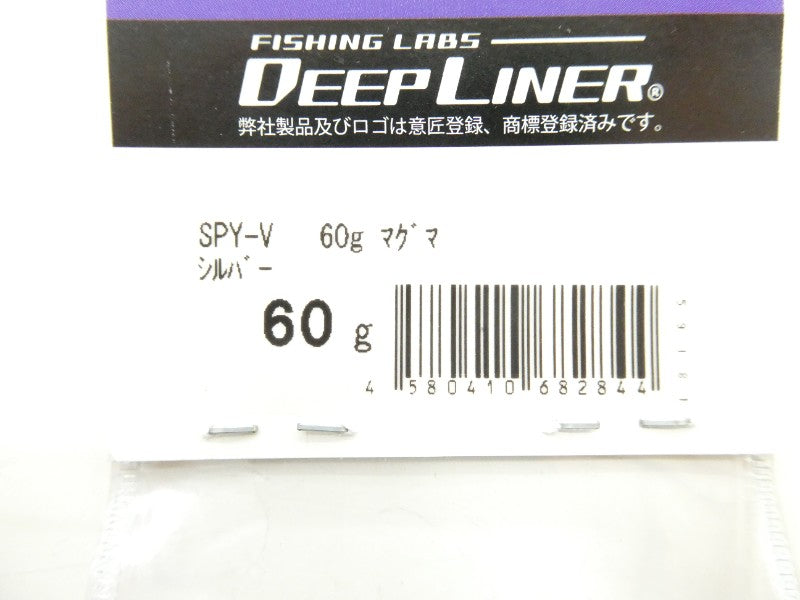 FISHING LABS
DEEP LINER®
弊社製品及びロゴは意匠登録、商標登録済みです。
SPY-V 60g ﾏｸﾞﾏ
ｼﾙﾊﾞｰ
60 g
4 580410 682844